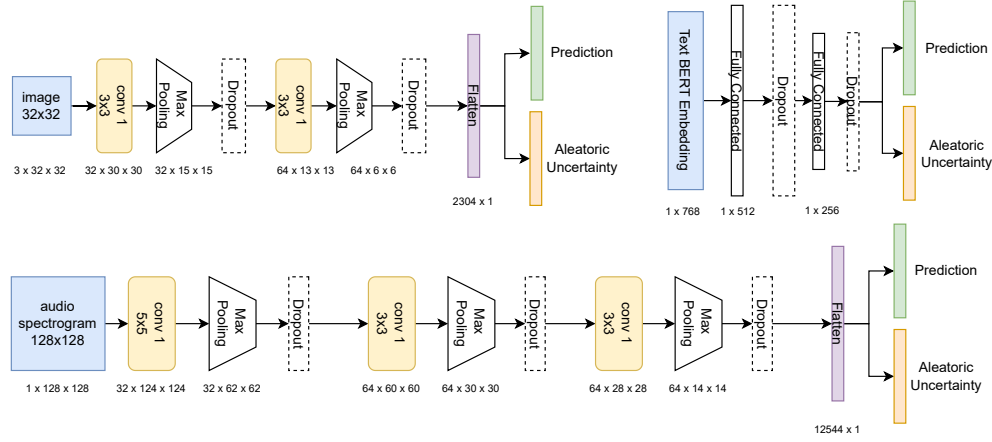 image
32x32
conv 1
3x3
Max
Pooling
Dropout
conv 1
3x3
Max
Pooling
Dropout
Flatten
Prediction
Aleatoric
Uncertainty
3 x 32 x 32
32 x 30 x 30
32 x 15 x 15
64 x 13 x 13
64 x 6 x 6
2304 x 1
Text BERT Embedding
Fully Connected
Dropout
Fully Connected
Dropout
Prediction
Aleatoric
Uncertainty
1 x 768
1 x 512
1 x 256
audio
spectrogram
128x128
conv 1
5x5
Max
Pooling
Dropout
conv 1
3x3
Max
Pooling
Dropout
conv 1
3x3
Max
Pooling
Dropout
Flatten
Prediction
Aleatoric
Uncertainty
1 x 128 x 128
32 x 124 x 124
32 x 62 x 62
64 x 60 x 60
64 x 30 x 30
64 x 28 x 28
64 x 14 x 14
12544 x 1